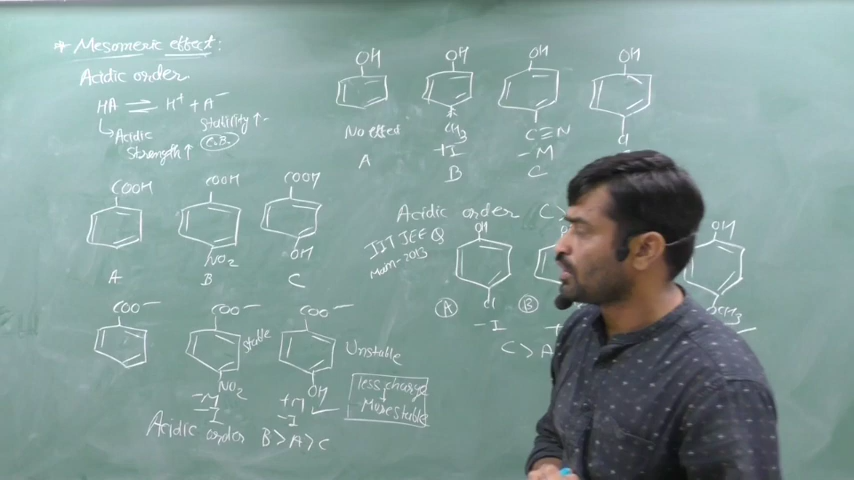 * Mesomeric effect:
Acidic order
HA ⇌ H⁺ + A⁻
Acidic Strength ↑
Stability ↑
C.B.
COOH
COOH
NO2
COOH
OH
A
B
C
COO⁻
COO⁻
NO2
stable
COO⁻
OH
Unstable
-M
-I
+M
-I
less charge
More stable
Acidic order B>A>C
OH
OH
CH3
OH
C≡N
OH
Cl
No effect
+I
-M
A
B
C
Acidic order C>
IIT JEE Q
Main-2013
OH
Cl
OH
A
B
-I
+
C > A